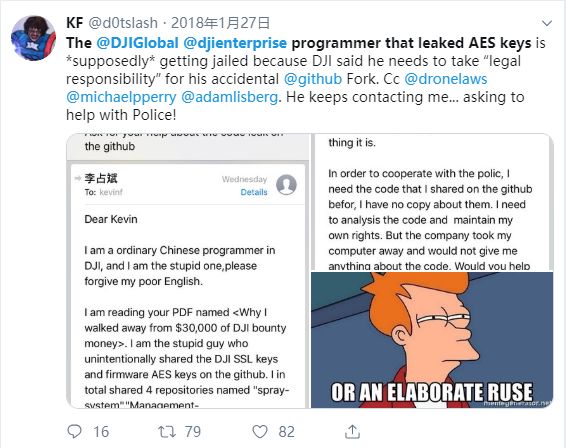 KF @d0tslash · 2018年1月27日
The @DJIGlobal @djienterprise programmer that leaked AES keys is
*supposedly* getting jailed because DJI said he needs to take “legal
responsibility” for his accidental @github Fork. Cc @dronelaws
@michaelpperry @adamlisberg. He keeps contacting me... asking to
help with Police!
Ask for your help about the code leak on
the github
李占斌
Wednesday
To: kevinf
Details
Dear Kevin
I am a ordinary Chinese programmer in
DJI, and I am the stupid one,please
forgive my poor English.
I am reading your PDF named <Why I
walked away from $30,000 of DJI bounty
money>. I am the stupid guy who
unintentionally shared the DJI SSL keys
and firmware AES keys on the github. I in
total shared 4 repositories named "spray-
system""Management-
thing it is.
In order to cooperate with the polic, I
need the code that I shared on the github
befor, I have no copy about them. I need
to analysis the code and maintain my
own rights. But the company took my
computer away and would not give me
anything about the code. Would you help
OR AN ELABORATE RUSE
memegenerator.net
16
79
82